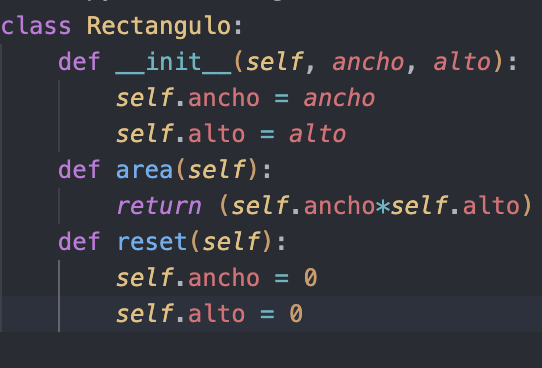 class Rectangulo:
    def __init__(self, ancho, alto):
        self.ancho = ancho
        self.alto = alto
    def area(self):
        return (self.ancho*self.alto)
    def reset(self):
        self.ancho = 0
        self.alto = 0